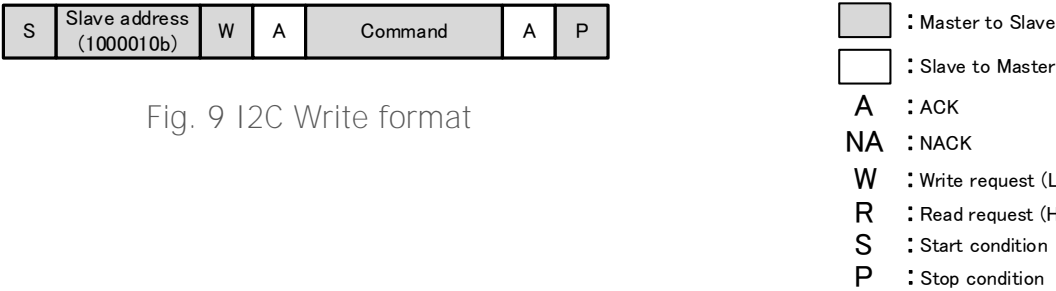 S Slave address (1000010b) W A Command A P
Fig. 9 I2C Write format
: Master to Slave
: Slave to Master
A : ACK
NA : NACK
W : Write request (L
R : Read request (H
S : Start condition
P : Stop condition